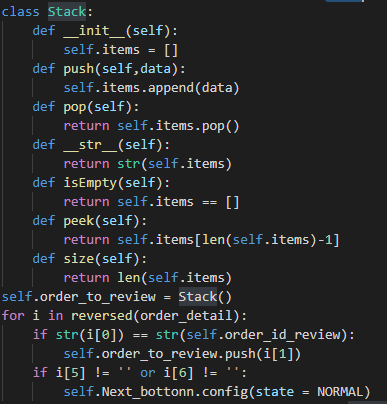 class Stack:
    def __init__(self):
        self.items = []
    def push(self,data):
        self.items.append(data)
    def pop(self):
        return self.items.pop()
    def __str__(self):
        return str(self.items)
    def isEmpty(self):
        return self.items == []
    def peek(self):
        return self.items[len(self.items)-1]
    def size(self):
        return len(self.items)
self.order_to_review = Stack()
for i in reversed(order_detail):
    if str(i[0]) == str(self.order_id_review):
        self.order_to_review.push(i[1])
    if i[5] != '' or i[6] != '':
        self.Next_bottonn.config(state = NORMAL)